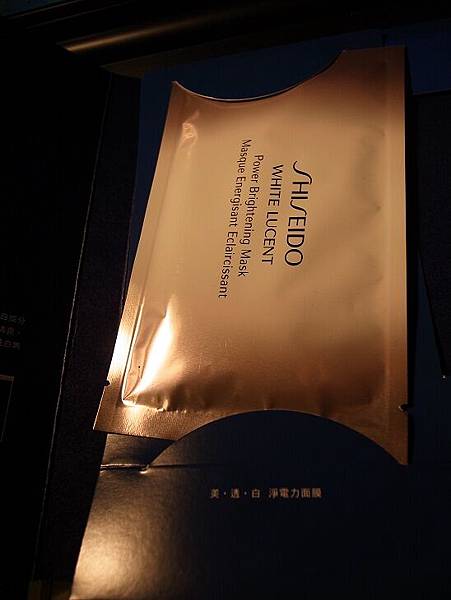 SHISEIDO
WHITE LUCENT
Power Brightening Mask
Masque Energisant Eclaircissant
美・透・白 淨電力面膜